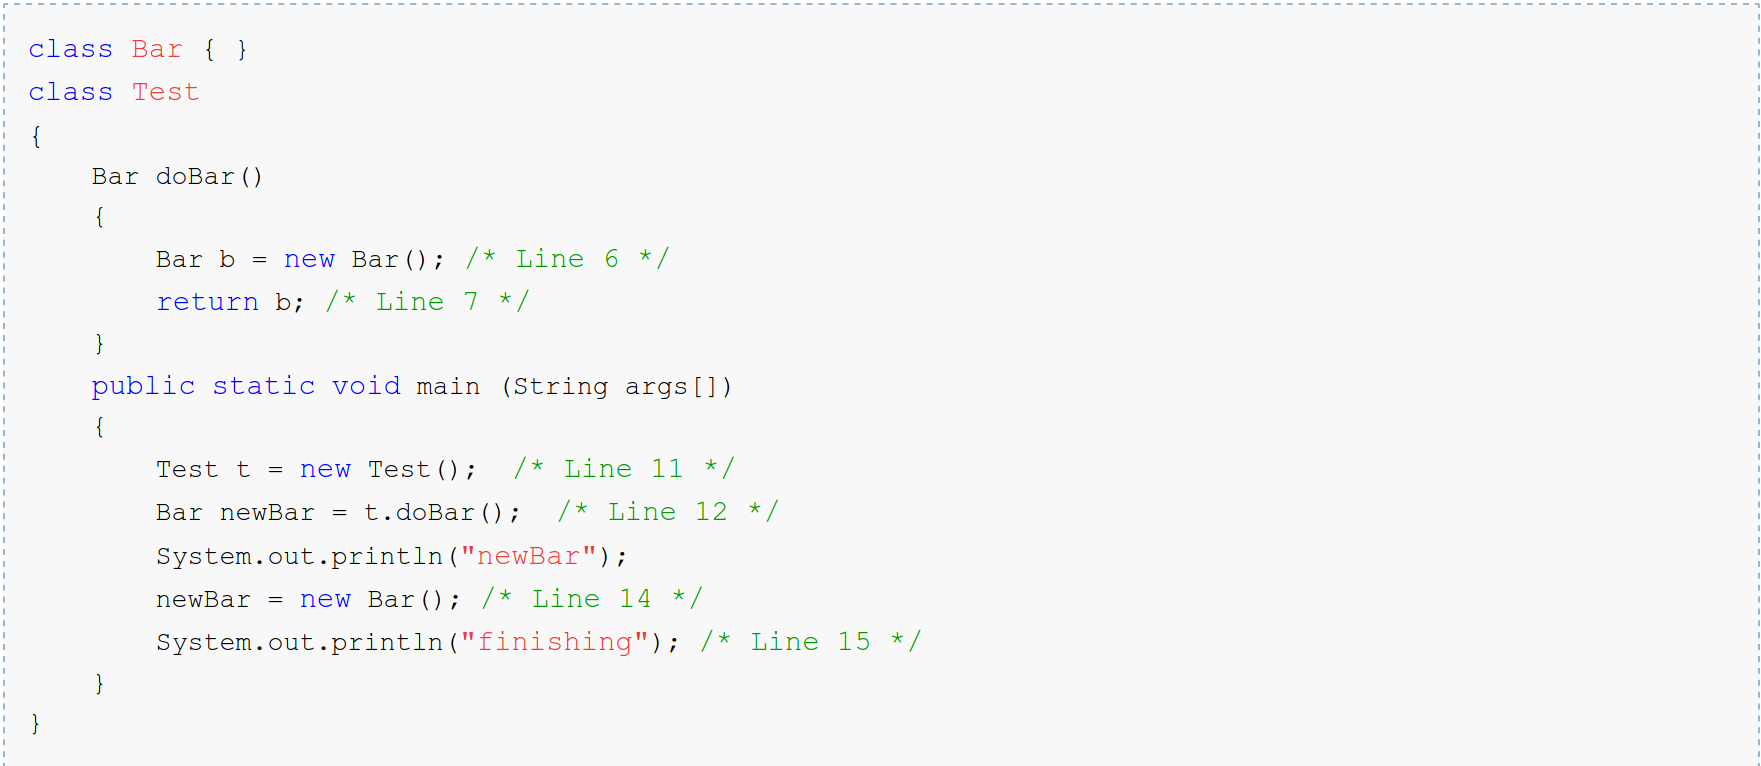 class Bar { }
class Test
{
    Bar doBar()
    {
        Bar b = new Bar(); /* Line 6 */
        return b; /* Line 7 */
    }
    public static void main (String args[])
    {
        Test t = new Test();  /* Line 11 */
        Bar newBar = t.doBar();  /* Line 12 */
        System.out.println("newBar");
        newBar = new Bar(); /* Line 14 */
        System.out.println("finishing"); /* Line 15 */
    }
}